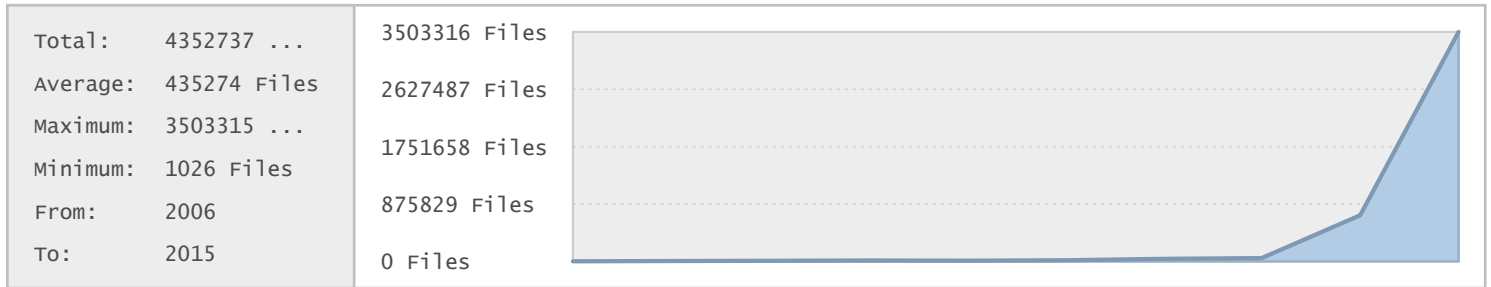 Total: 4352737 ...
Average: 435274 Files
Maximum: 3503315 ...
Minimum: 1026 Files
From: 2006
To: 2015
3503316 Files
2627487 Files
1751658 Files
875829 Files
0 Files